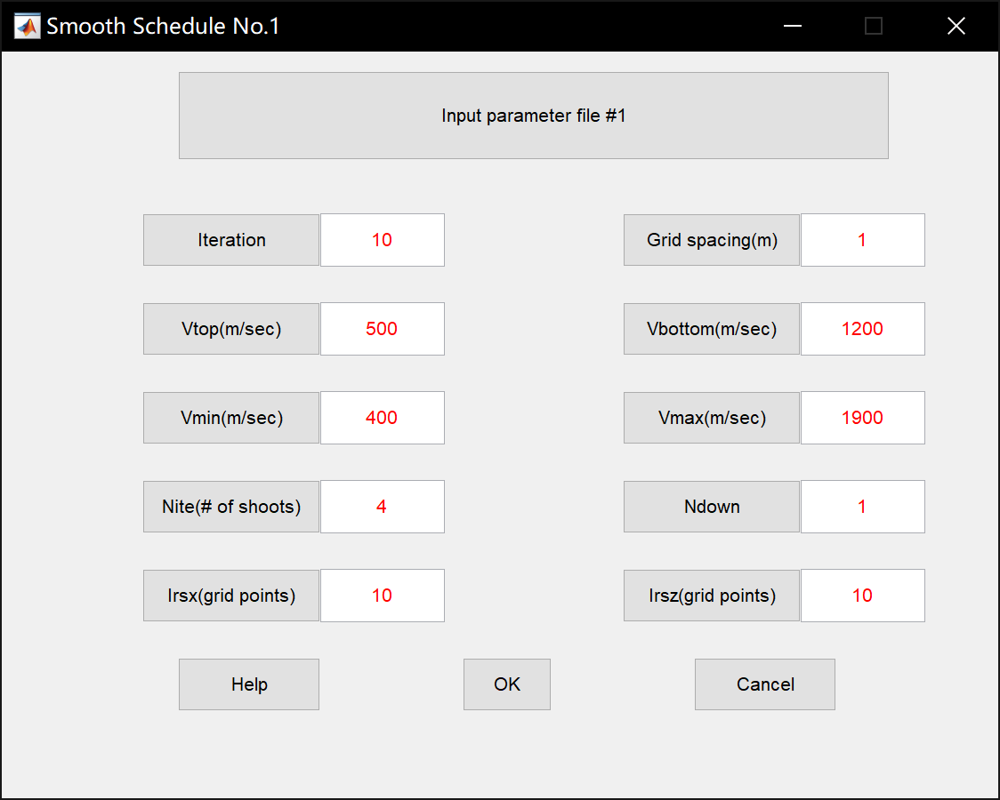 Smooth Schedule No.1
Input parameter file #1
Iteration 10 Grid spacing(m) 1
Vtop(m/sec) 500 Vbottom(m/sec) 1200
Vmin(m/sec) 400 Vmax(m/sec) 1900
Nite(# of shoots) 4 Ndown 1
Irsx(grid points) 10 Irsz(grid points) 10
Help OK Cancel